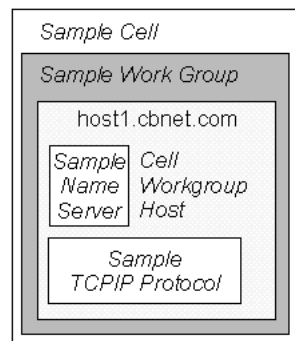 Sample Cell
Sample Work Group
host1.cbnet.com
Sample
Name
Server
Cell
Workgroup
Host
Sample
TCPIP Protocol